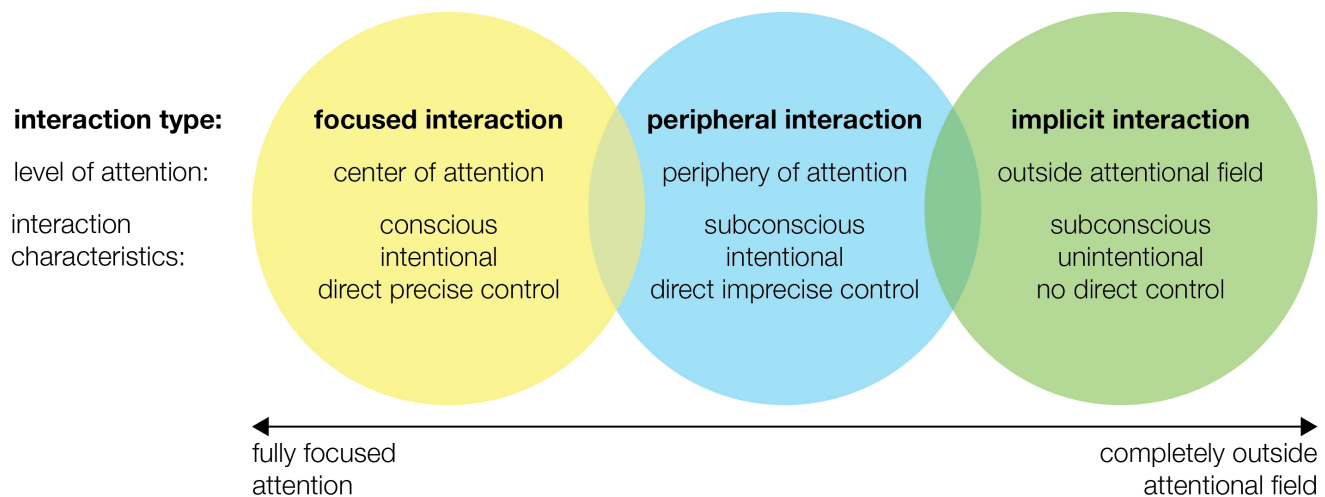 interaction type: focused interaction peripheral interaction implicit interaction
level of attention: center of attention periphery of attention outside attentional field
interaction conscious subconscious subconscious
characteristics: intentional intentional unintentional
direct precise control direct imprecise control no direct control
fully focused completely outside
attention attentional field